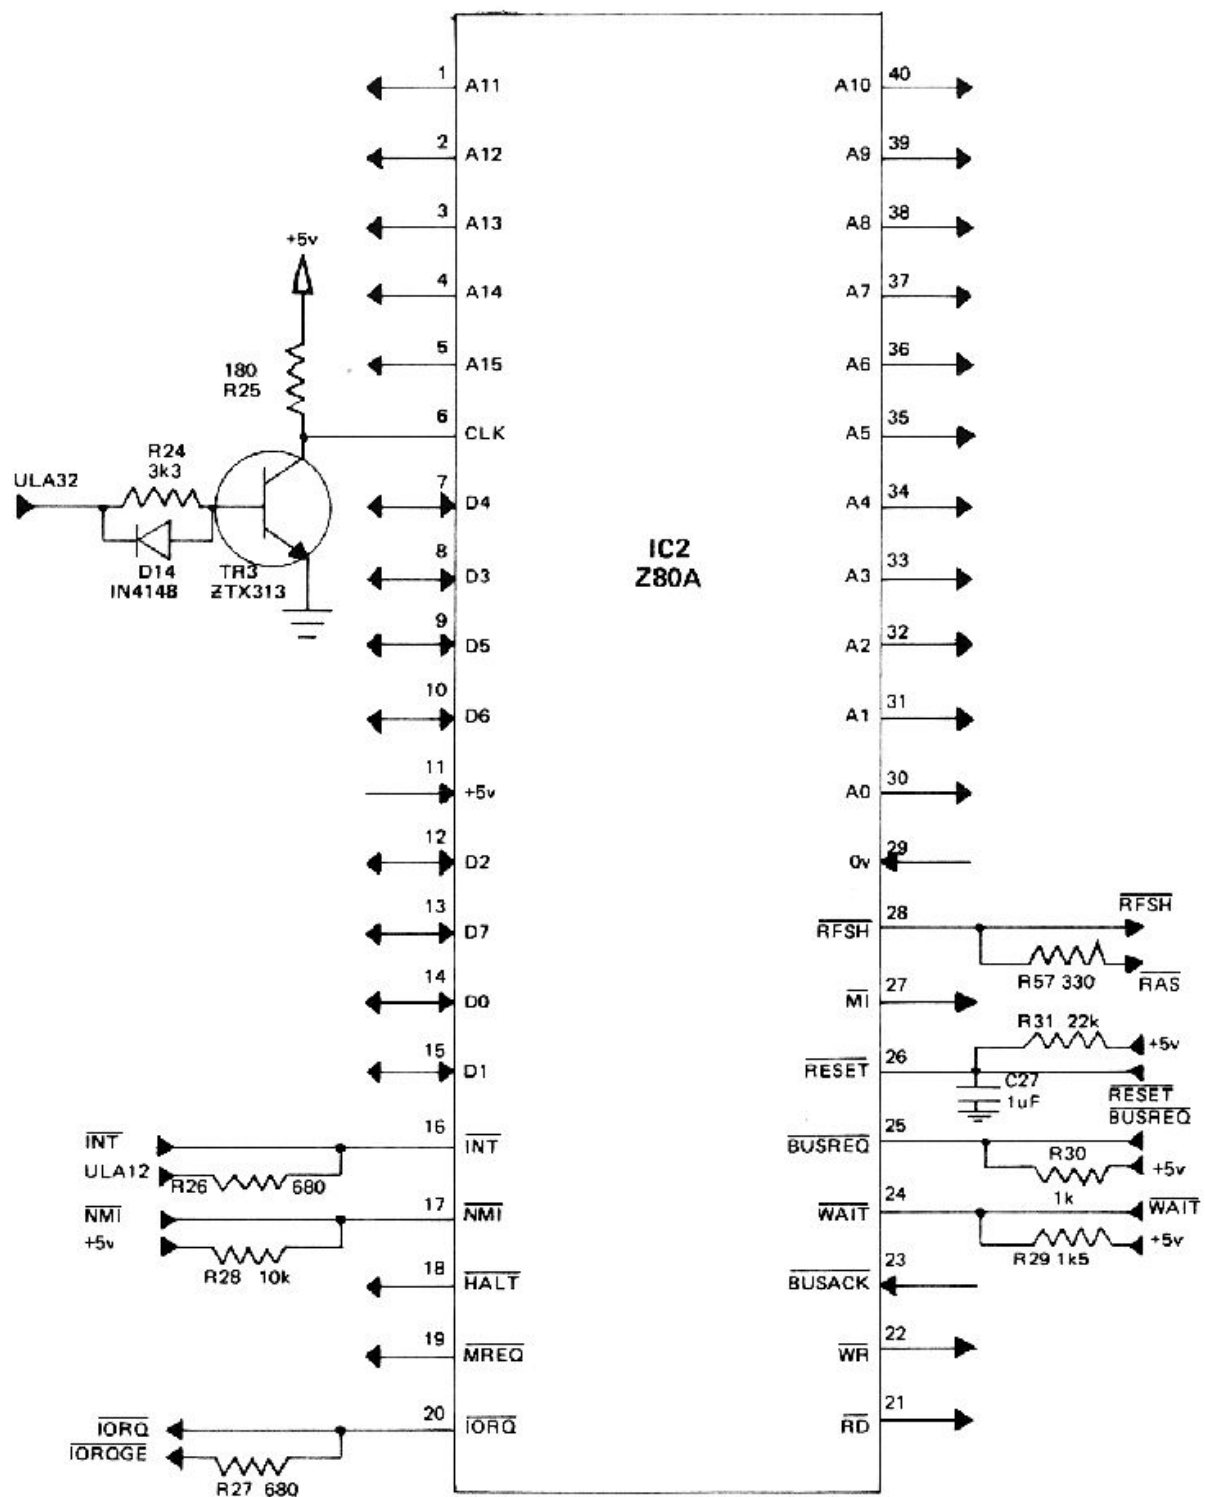 1 A11
2 A12
3 A13
+5v
4 A14
5 A15
180
R25
6 CLK
R24
3k3
ULA32
7 D4
D14
IN4148
TR3
ZTX313
8 D3
9 D5
10 D6
11 +5v
12 D2
13 D7
14 D0
15 D1
INT
16 INT
ULA12
R26 680
NMI
17 NMI
+5v
R28 10k
18 HALT
19 MREQ
IORQ
20 IORQ
IORQGE
R27 680
IC2
Z80A
A10 40
A9 39
A8 38
A7 37
A6 36
A5 35
A4 34
A3 33
A2 32
A1 31
A0 30
0v 29
RFSH 28
RFSH
R57 330
RAS
MI 27
R31 22k
+5v
RESET 26
C27
1uF
RESET
BUSREQ
BUSREQ 25
R30
+5v
1k
WAIT 24
WAIT
+5v
R29 1k5
BUSACK 23
WR 22
RD 21